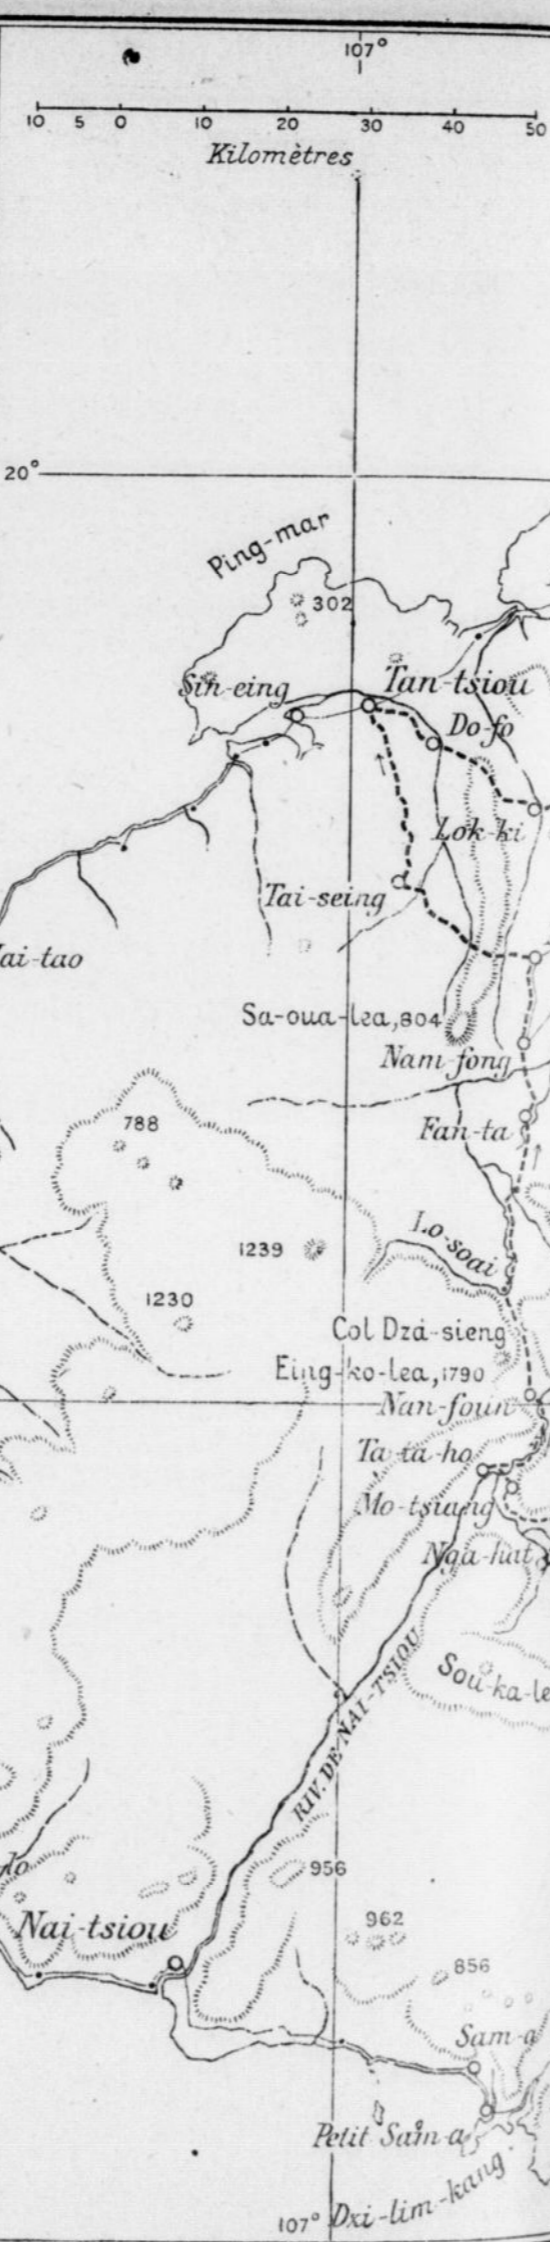 107°
10 5 0 10 20 30 40 50
Kilomètres
20°
Ping-mar
302
Sin-eing
Tan-tsiou
Do-fo
Lok-ki
Tai-seing
ai-tao
Sa-oua-lea, 804
Nam-fong
788
Fan-ta
Lo-soai
1239
1230
Col Dzá-sieng
Eing-ko-lea, 1790
Nan-foun
Ta-ta-ho
Mo-tsiang
Nga-hat
Sou-ka-le
RIV. DE NAI-TSIOU
lo
956
Nai-tsiou
962
856
Sam-a
Petit Sam-a
107° Dxi-lim-kang